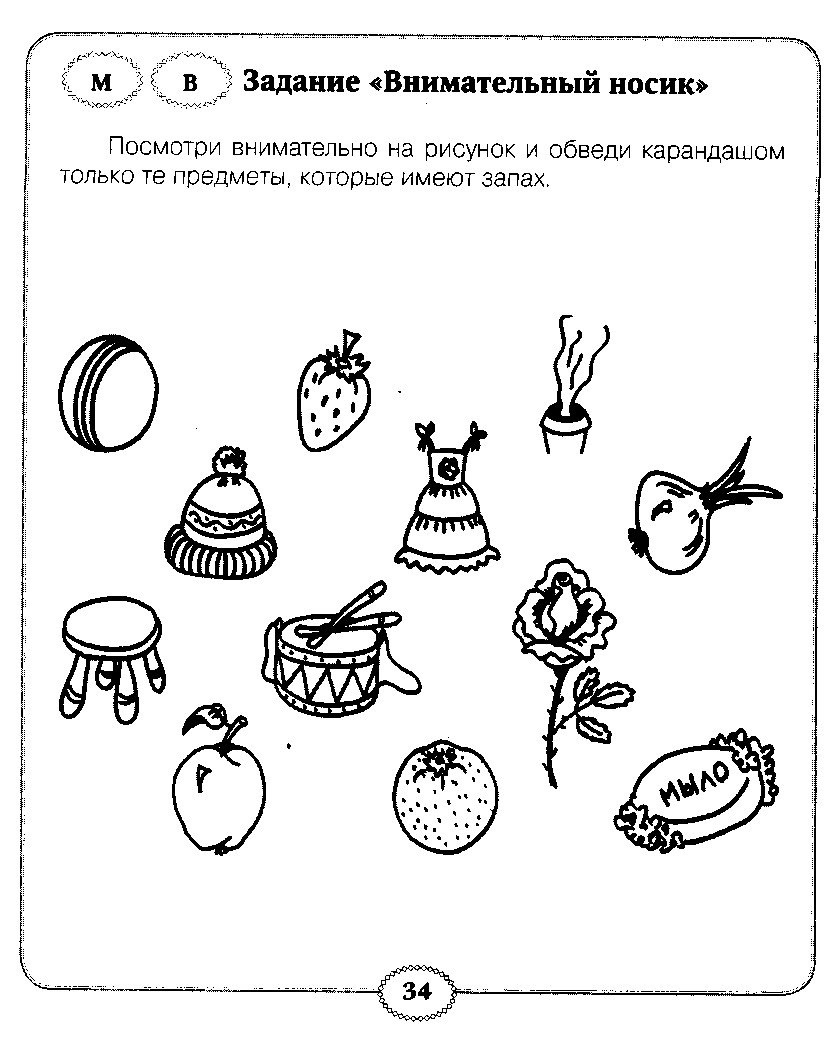 М В Задание «Внимательный носик»
Посмотри внимательно на рисунок и обведи карандашом
только те предметы, которые имеют запах.
МЫЛО
34